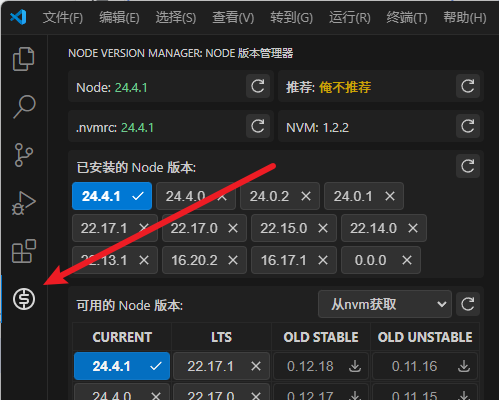 文件(F) 编辑(E) 选择(S) 查看(V) 转到(G) 运行(R) 终端(T) 帮助(H)
NODE VERSION MANAGER: NODE 版本管理器
Node: 24.4.1 推荐: 俺不推荐
.nvmrc: 24.4.1 NVM: 1.2.2
已安装的 Node 版本:
24.4.1 24.4.0 24.0.2 24.0.1
22.17.1 22.17.0 22.15.0 22.14.0
22.13.1 16.20.2 16.17.1 0.0.0
可用的 Node 版本: 从nvm获取
CURRENT LTS OLD STABLE OLD UNSTABLE
24.4.1 22.17.1 0.12.18 0.11.16
24.4.0 22.17.0 0.12.17 0.11.15